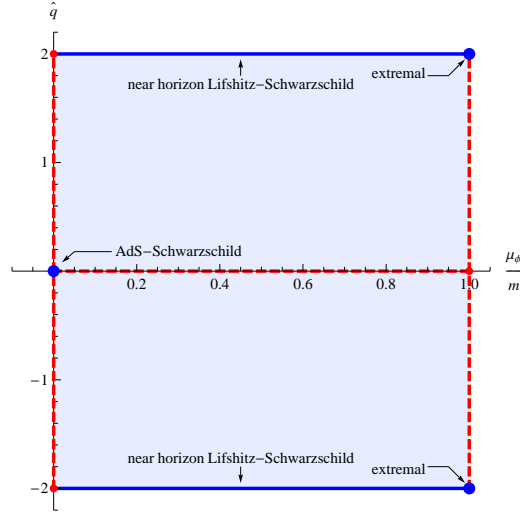 q̂
2
near horizon Lifshitz−Schwarzschild
extremal
1
AdS−Schwarzschild
0.2
0.4
0.6
0.8
1.0
μ_ϕ
m
−1
near horizon Lifshitz−Schwarzschild
extremal
−2